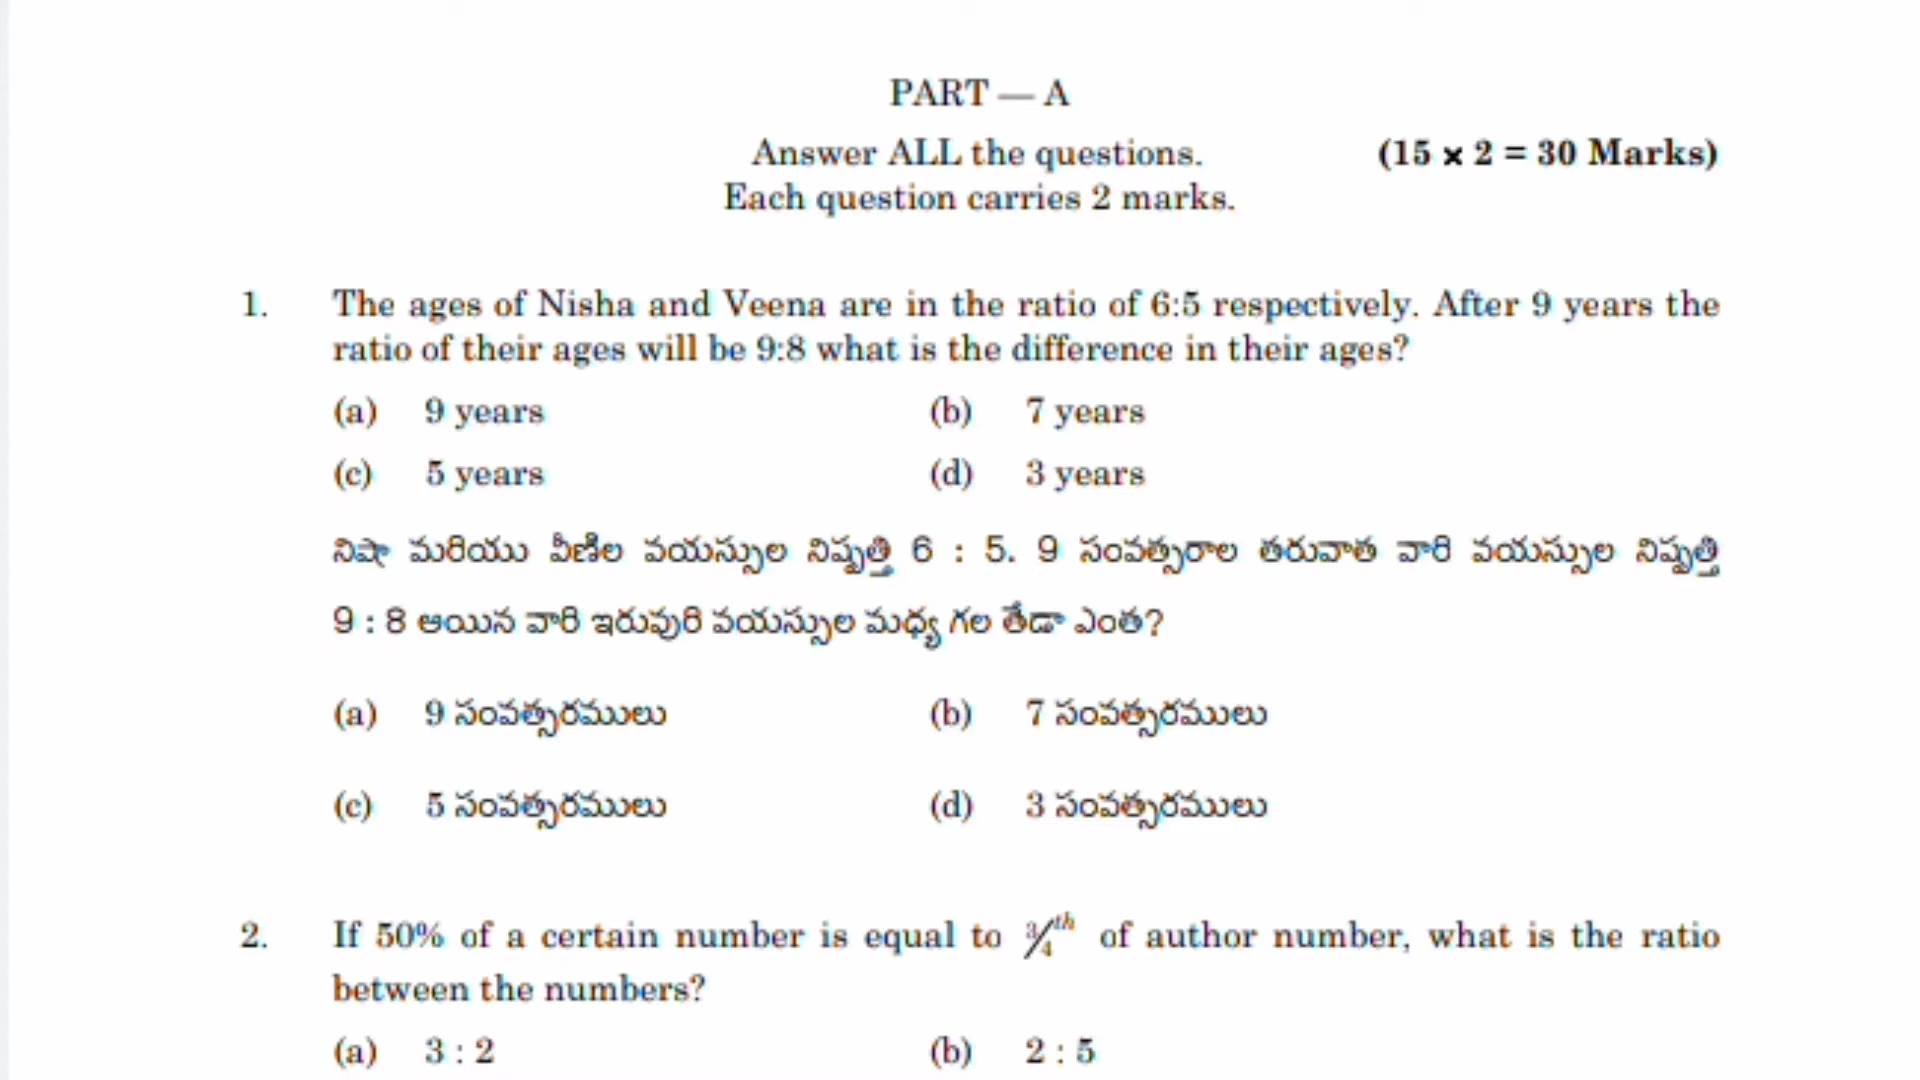 PART — A
Answer ALL the questions. (15 × 2 = 30 Marks)
Each question carries 2 marks.
1. The ages of Nisha and Veena are in the ratio of 6:5 respectively. After 9 years the
ratio of their ages will be 9:8 what is the difference in their ages?
(a) 9 years (b) 7 years
(c) 5 years (d) 3 years
నిషా మరియు వీణల వయస్సుల నిష్పత్తి 6 : 5. 9 సంవత్సరాల తరువాత వారి వయస్సుల నిష్పత్తి
9 : 8 అయిన వారి ఇరువురి వయస్సుల మధ్య గల తేడా ఎంత?
(a) 9 సంవత్సరములు (b) 7 సంవత్సరములు
(c) 5 సంవత్సరములు (d) 3 సంవత్సరములు
2. If 50% of a certain number is equal to 3/4th of author number, what is the ratio
between the numbers?
(a) 3 : 2 (b) 2 : 5